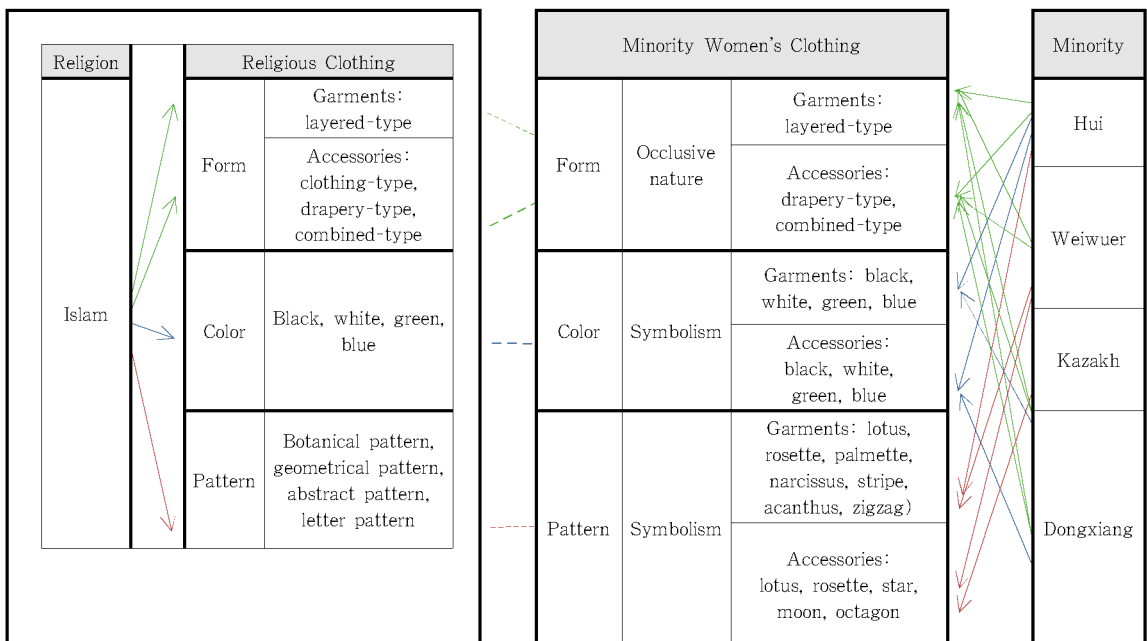 Religion
Religious Clothing
Islam
Form
Garments:
layered-type
Accessories:
clothing-type,
drapery-type,
combined-type
Color
Black, white, green,
blue
Pattern
Botanical pattern,
geometrical pattern,
abstract pattern,
letter pattern
Minority Women's Clothing
Form
Occlusive
nature
Garments:
layered-type
Accessories:
drapery-type,
combined-type
Color
Symbolism
Garments: black,
white, green, blue
Accessories:
black, white,
green, blue
Pattern
Symbolism
Garments: lotus,
rosette, palmette,
narcissus, stripe,
acanthus, zigzag)
Accessories:
lotus, rosette, star,
moon, octagon
Minority
Hui
Weiwuer
Kazakh
Dongxiang